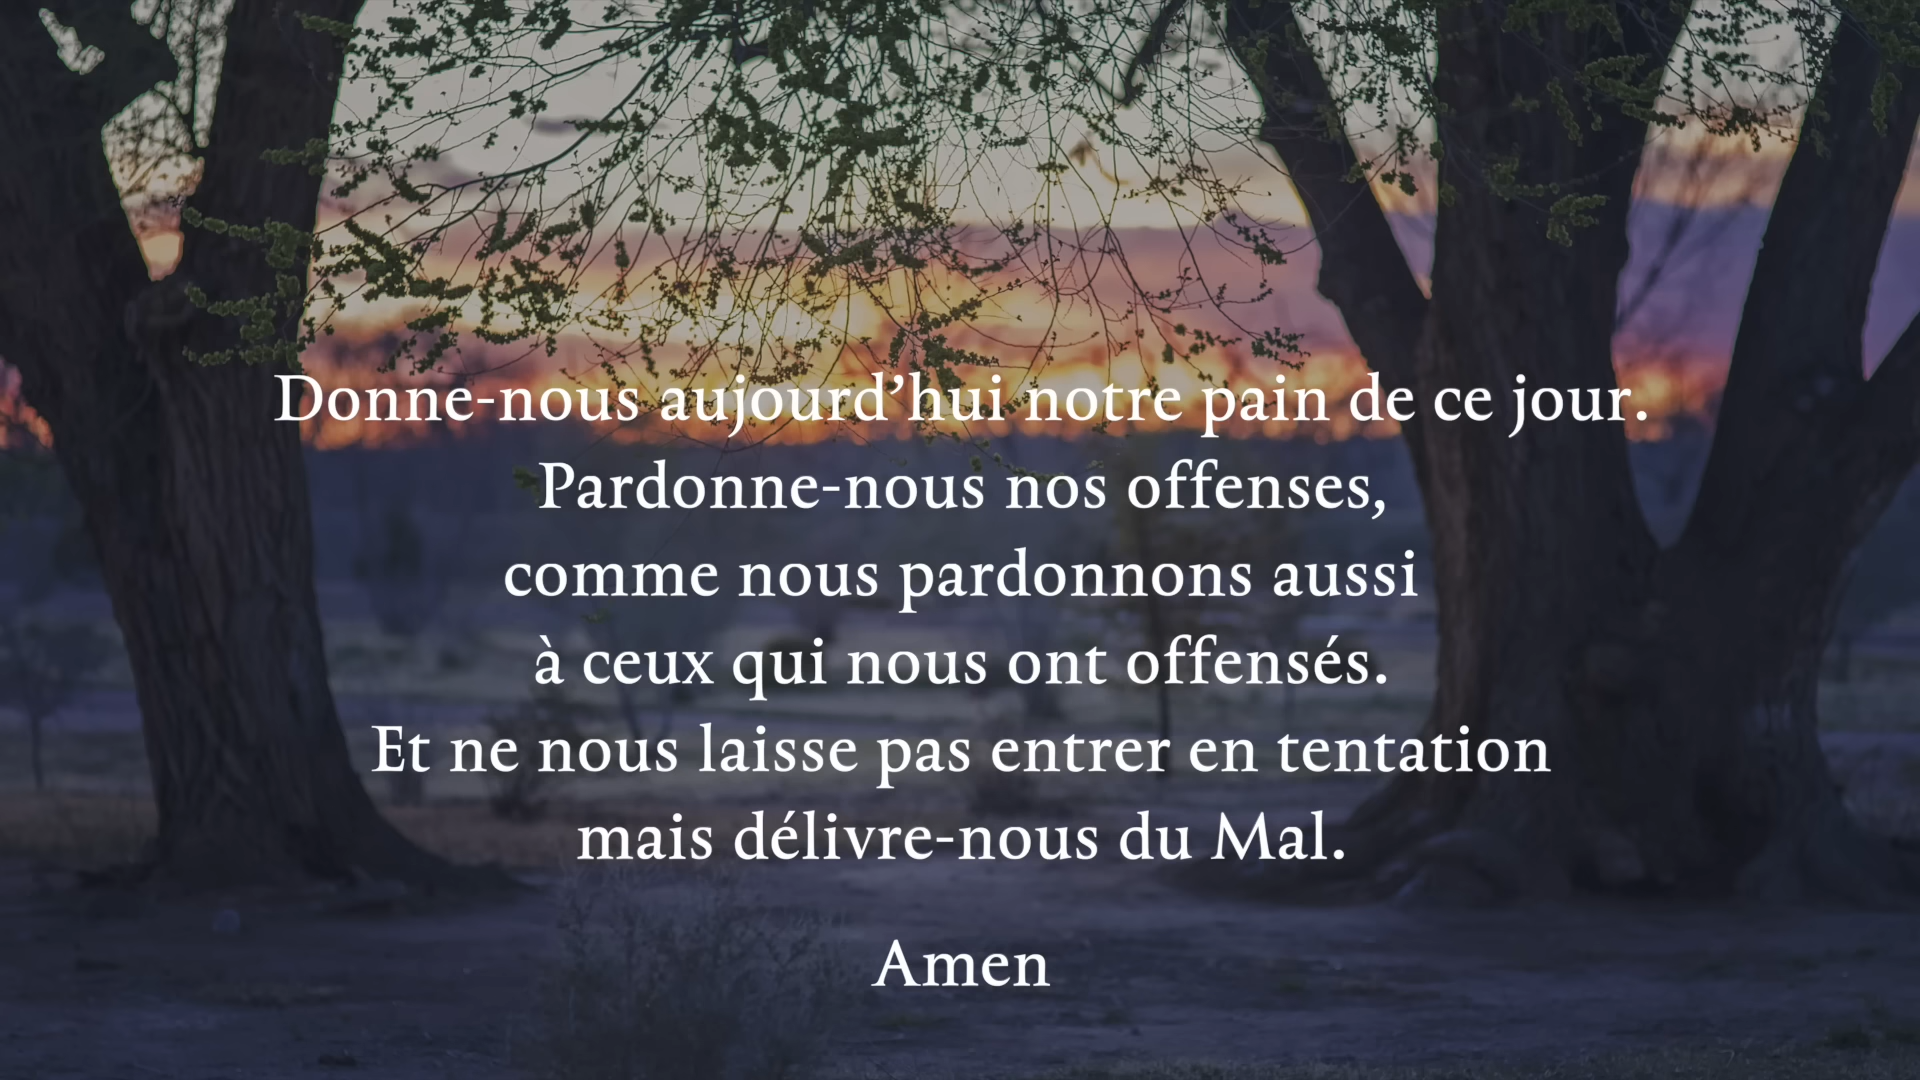 Donne-nous aujourd’hui notre pain de ce jour.
Pardonne-nous nos offenses,
comme nous pardonnons aussi
à ceux qui nous ont offensés.
Et ne nous laisse pas entrer en tentation
mais délivre-nous du Mal.
Amen